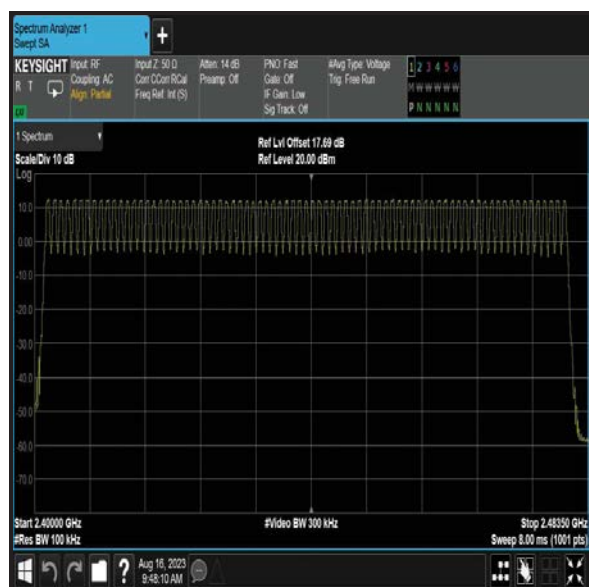 Spectrum Analyzer 1
Swept SA
+
KEYSIGHT
R T
Input: RF
Coupling: AC
Align: Partial
Input Z: 50 Ω
Corr CCorr RCal
Freq Ref: Int (S)
Atten: 14 dB
Preamp: Off
PNO: Fast
Gate: Off
IF Gain: Low
Sig Track: Off
#Avg Type: Voltage
Trig: Free Run
1 2 3 4 5 6
M W W W W W
P N N N N N
1 Spectrum
Scale/Div 10 dB
Ref Lvl Offset 17.69 dB
Ref Level 20.00 dBm
Log
10.0
0.00
-10.0
-20.0
-30.0
-40.0
-50.0
-60.0
-70.0
Start 2.40000 GHz
#Res BW 100 kHz
#Video BW 300 kHz
Stop 2.48350 GHz
Sweep 8.00 ms (1001 pts)
?
Aug 16, 2023
9:48:10 AM